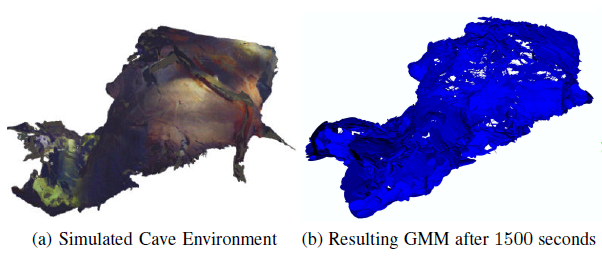 (a) Simulated Cave Environment
(b) Resulting GMM after 1500 seconds